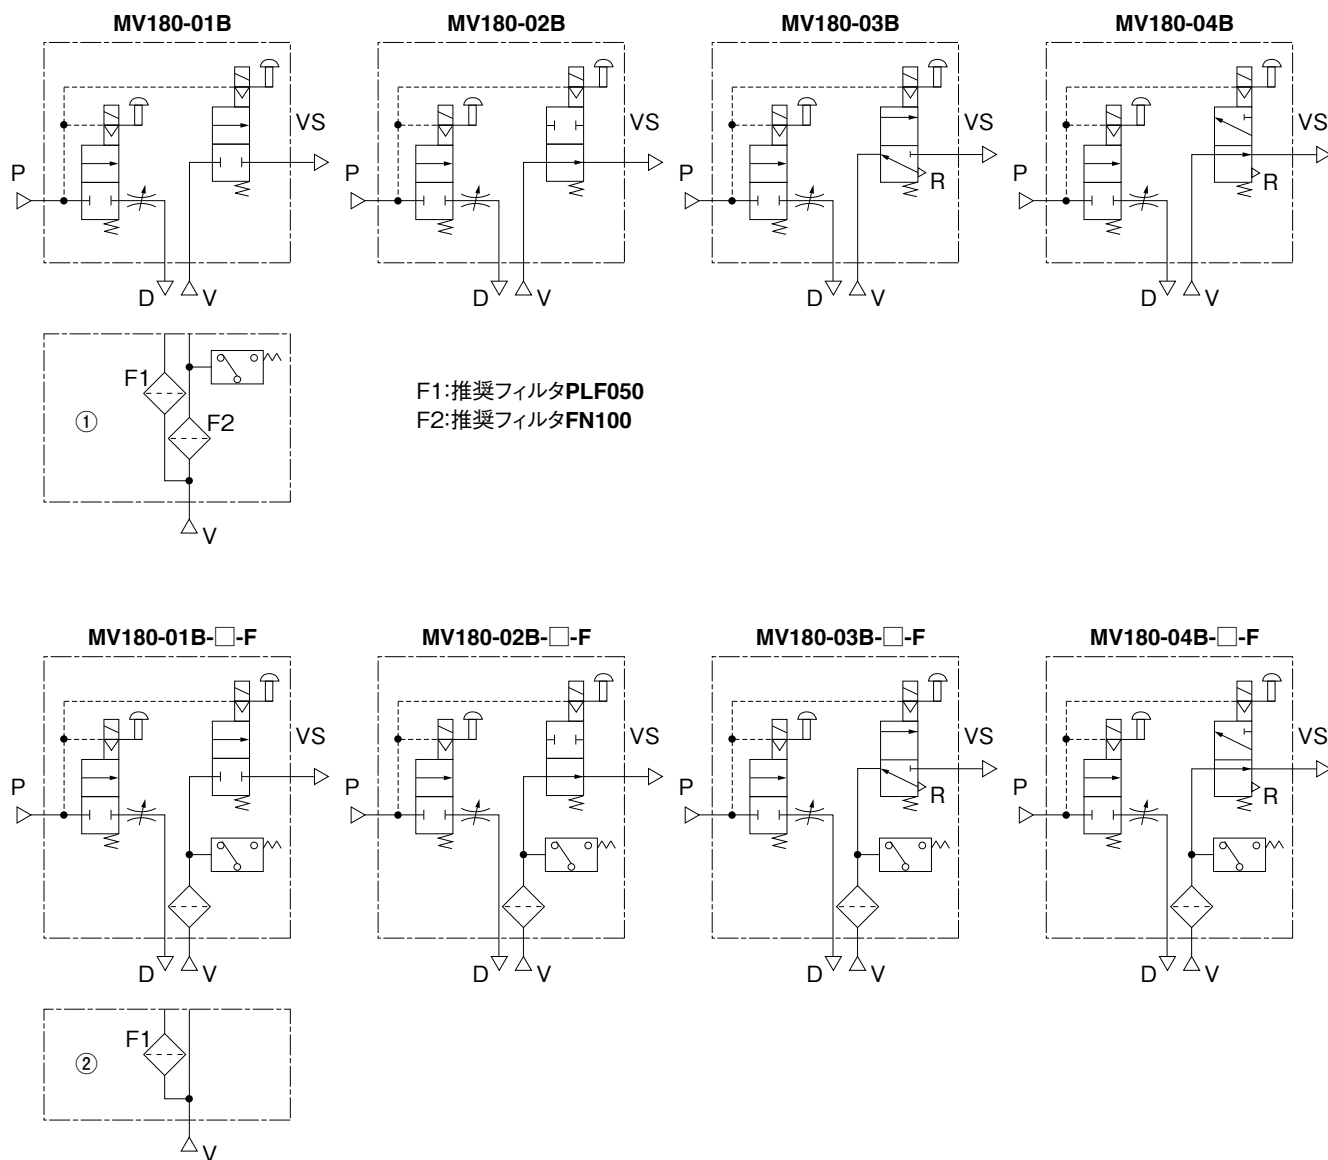 MV180-01B
MV180-02B
MV180-03B
MV180-04B
VS
P
D
V
VS
P
D
V
VS
P
R
D
V
VS
P
R
D
V
F1
①
F2
V
F1:推奨フィルタPLF050
F2:推奨フィルタFN100
MV180-01B-□-F
MV180-02B-□-F
MV180-03B-□-F
MV180-04B-□-F
VS
P
D
V
VS
P
D
V
VS
P
R
D
V
VS
P
R
D
V
F1
②
V